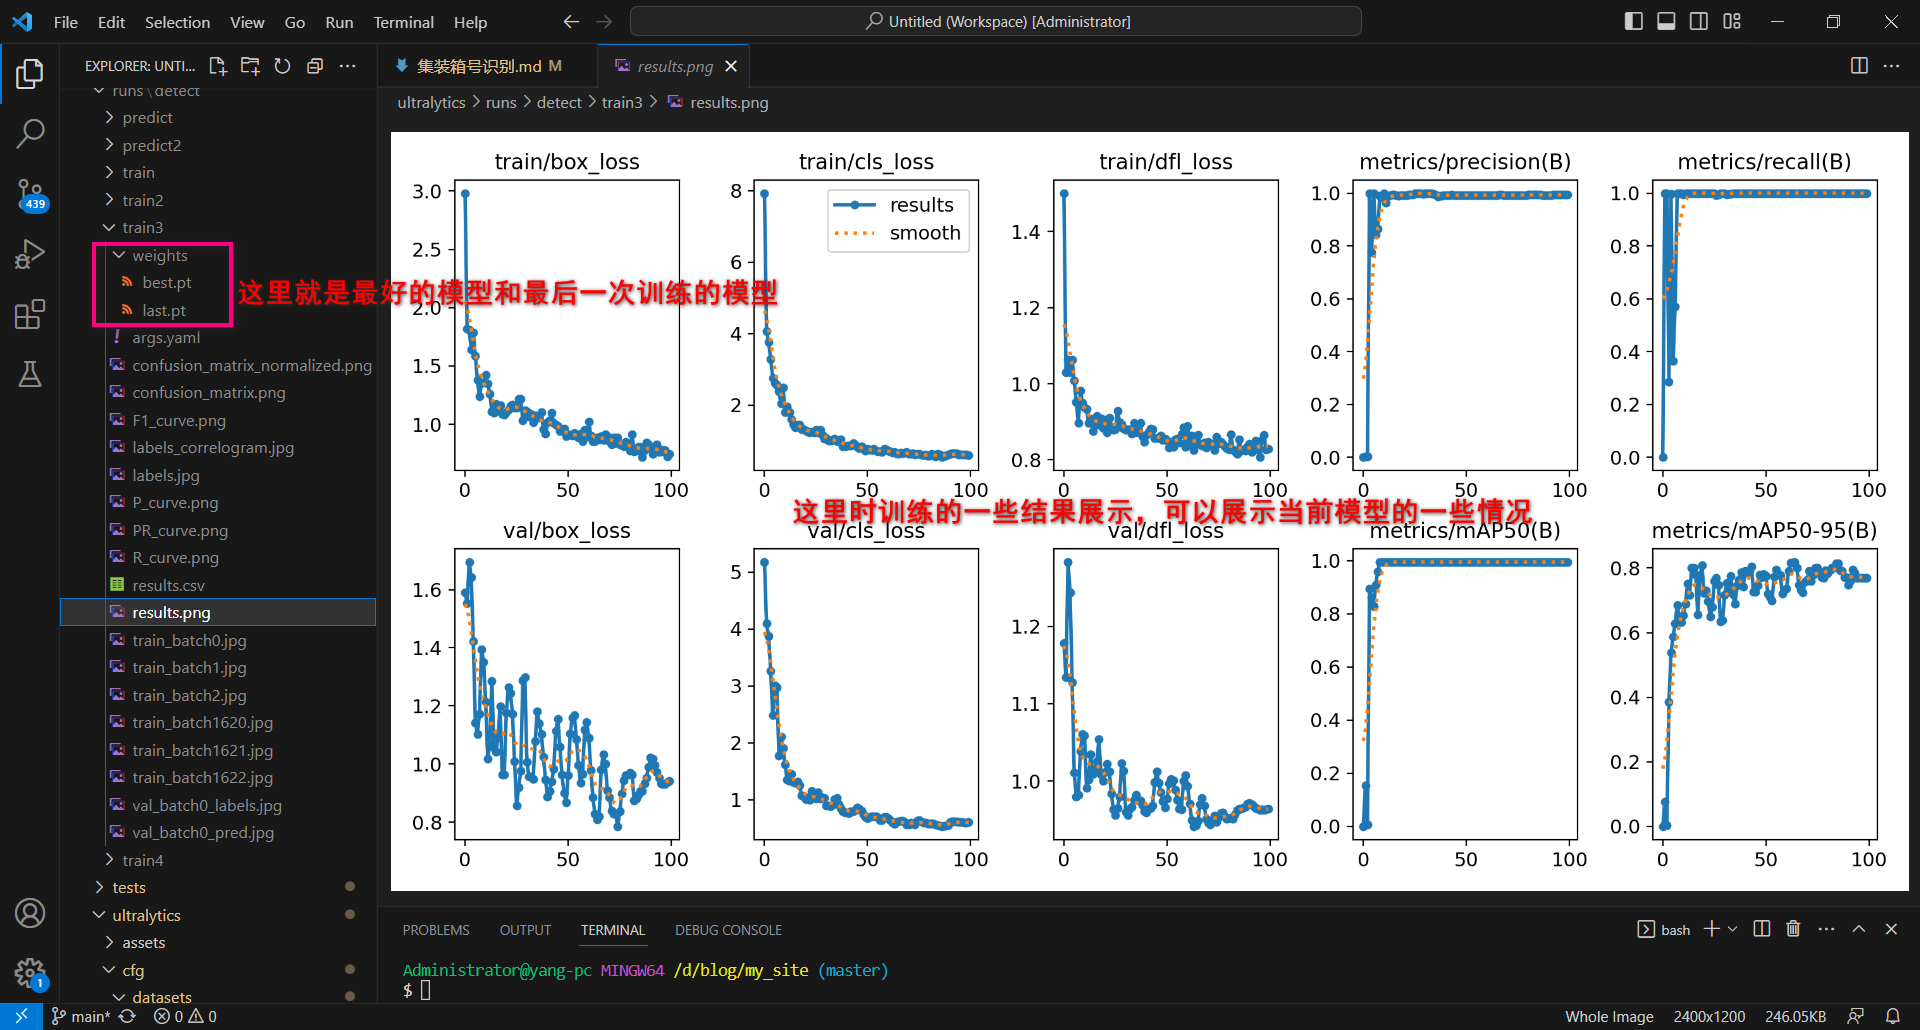 File Edit Selection View Go Run Terminal Help
Untitled (Workspace) [Administrator]
EXPLORER: UNTI...
集装箱号识别.md M
results.png
ultralytics > runs > detect > train3 > results.png
439
1
runs\detect
predict
predict2
train
train2
train3
weights
best.pt
last.pt
args.yaml
confusion_matrix_normalized.png
confusion_matrix.png
F1_curve.png
labels_correlogram.jpg
labels.jpg
P_curve.png
PR_curve.png
R_curve.png
results.csv
results.png
train_batch0.jpg
train_batch1.jpg
train_batch2.jpg
train_batch1620.jpg
train_batch1621.jpg
train_batch1622.jpg
val_batch0_labels.jpg
val_batch0_pred.jpg
train4
tests
ultralytics
assets
cfg
datasets
这里就是最好的模型和最后一次训练的模型
train/box_loss
3.0
2.5
2.0
1.5
1.0
0 50 100
train/cls_loss
results
smooth
8
6
4
2
0 50 100
train/dfl_loss
1.4
1.2
1.0
0.8
0 50 100
metrics/precision(B)
1.0
0.8
0.6
0.4
0.2
0.0
0 50 100
metrics/recall(B)
1.0
0.8
0.6
0.4
0.2
0.0
0 50 100
这里时训练的一些结果展示，可以展示当前模型的一些情况
val/box_loss
1.6
1.4
1.2
1.0
0.8
0 50 100
val/cls_loss
5
4
3
2
1
0 50 100
val/dfl_loss
1.2
1.1
1.0
0 50 100
metrics/mAP50(B)
1.0
0.8
0.6
0.4
0.2
0.0
0 50 100
metrics/mAP50-95(B)
0.8
0.6
0.4
0.2
0.0
0 50 100
PROBLEMS OUTPUT TERMINAL DEBUG CONSOLE
bash
Administrator@yang-pc MINGW64 /d/blog/my_site (master)
$
main* 0 0
Whole Image 2400x1200 246.05KB